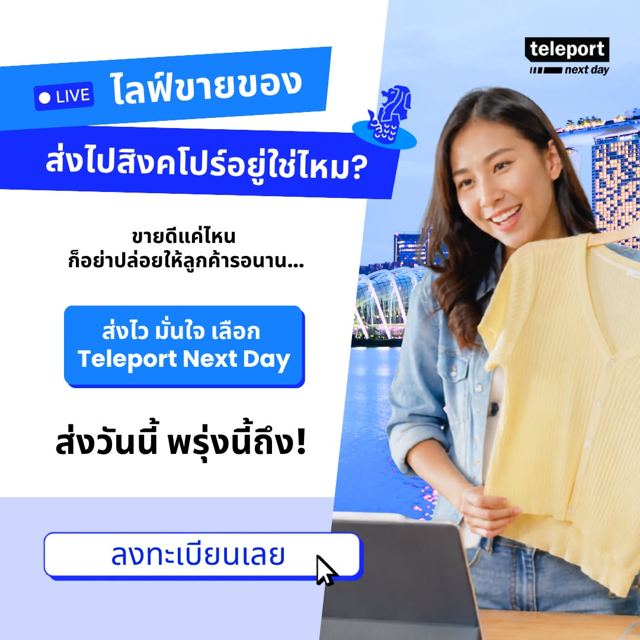 teleport
next day
LIVE ไลฟ์ขายของ
ส่งไปสิงคโปร์อยู่ใช่ไหม?
ขายดีแค่ไหน
ก็อย่าปล่อยให้ลูกค้ารอนาน...
ส่งไว มั่นใจ เลือก
Teleport Next Day
ส่งวันนี้ พรุ่งนี้ถึง!
ลงทะเบียนเลย